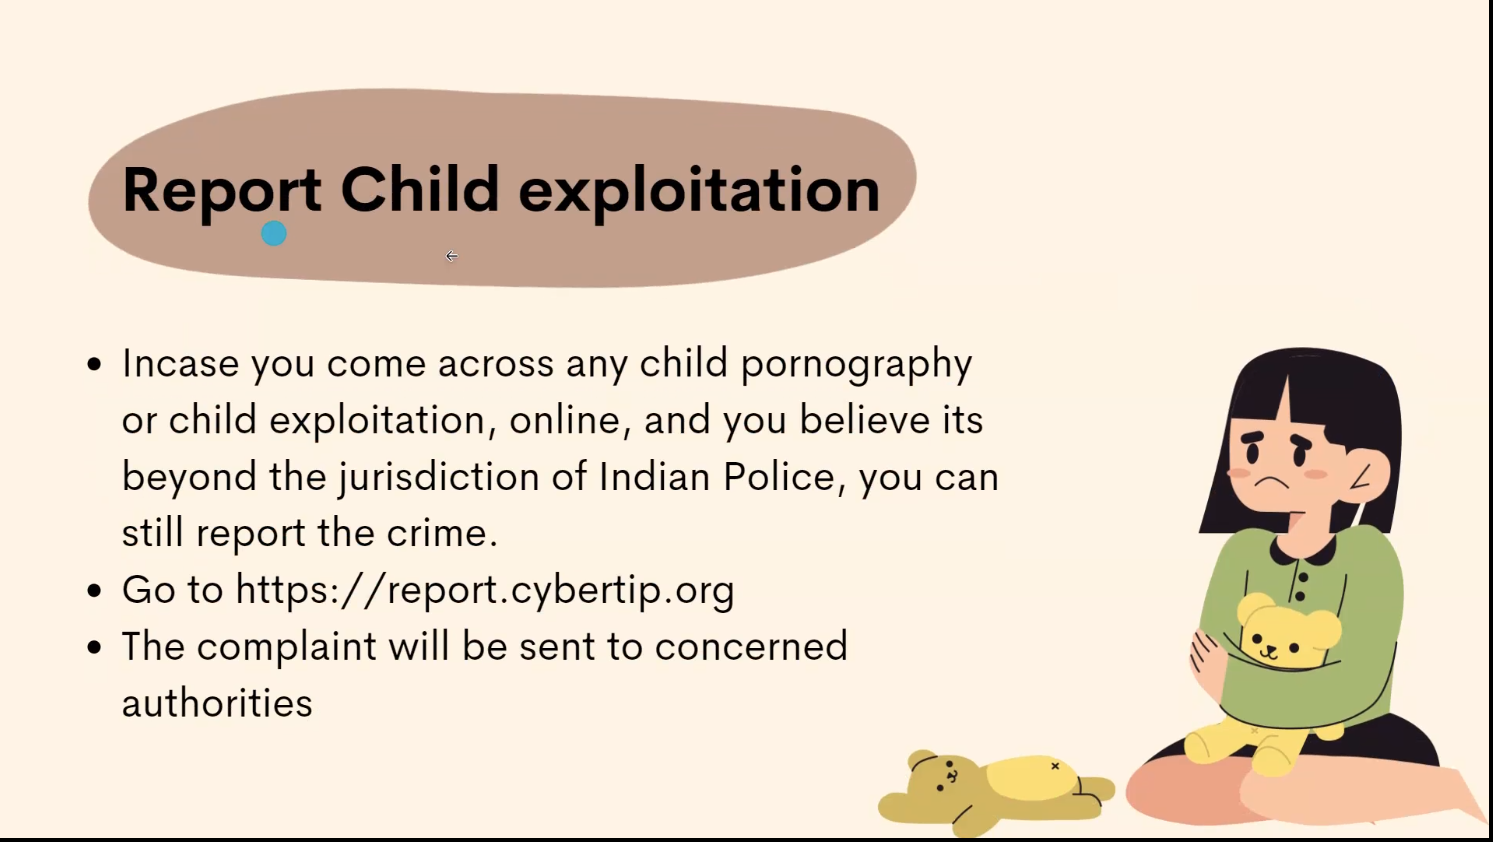 Report Child exploitation
• Incase you come across any child pornography
or child exploitation, online, and you believe its
beyond the jurisdiction of Indian Police, you can
still report the crime.
• Go to https://report.cybertip.org
• The complaint will be sent to concerned
authorities